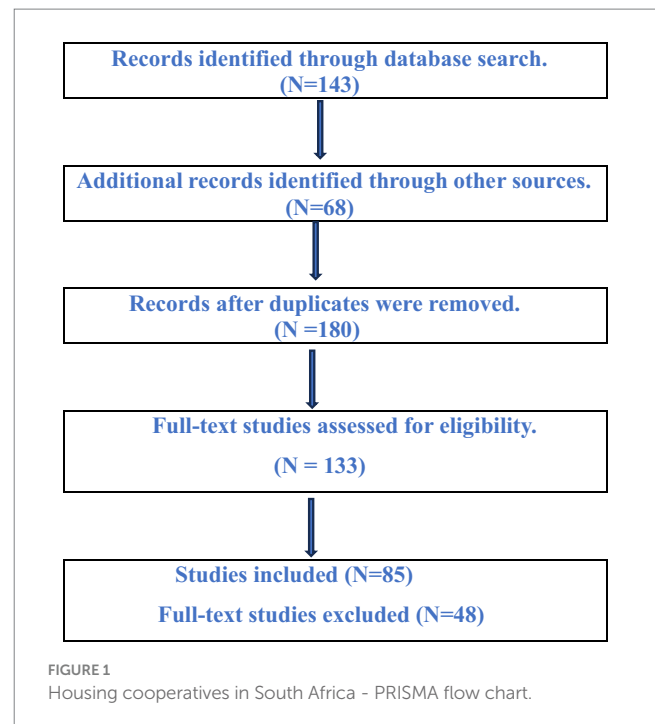 Records identified through database search.
(N=143)
Additional records identified through other sources.
(N=68)
Records after duplicates were removed.
(N =180)
Full-text studies assessed for eligibility.
(N = 133)
Studies included (N=85)
Full-text studies excluded (N=48)
FIGURE 1
Housing cooperatives in South Africa - PRISMA flow chart.